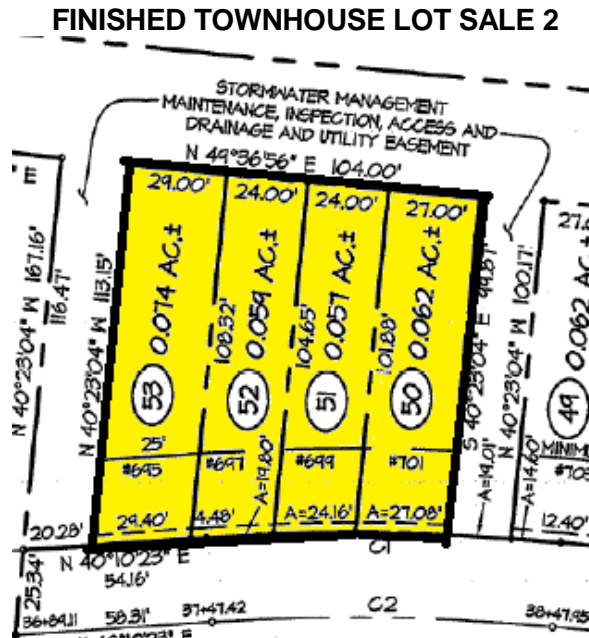 FINISHED TOWNHOUSE LOT SALE 2
STORMWATER MANAGEMENT
MAINTENANCE, INSPECTION, ACCESS AND
DRAINAGE AND UTILITY EASEMENT
N 49°36'56" E 104.00'
29.00'
24.00'
24.00'
27.00'
N 40°23'04" W 167.16'
116.47'
N 40°23'04" W 113.15'
53
0.074 AC.±
108.32'
52
0.059 AC.±
104.65'
51
0.057 AC.±
101.88'
50
0.062 AC.±
S 40°23'04" E 99.87'
N 40°23'04" W 100.17'
49
0.062 AC.±
25'
#695
#697
#699
#701
A=19.80'
A=19.01'
A=14.60'
29.40'
4.48'
A=24.16'
A=27.08'
12.40'
20.28'
N 40°10'23" E
54.16'
C1
25.34'
36+89.11
58.31'
37+47.42
C2
38+47.95